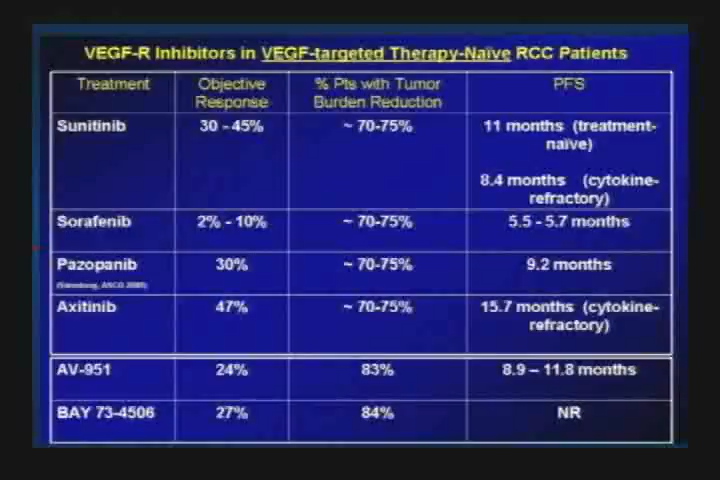 VEGF-R Inhibitors in VEGF-targeted Therapy-Naïve RCC Patients
Treatment
Objective Response
% Pts with Tumor Burden Reduction
PFS
Sunitinib
30 - 45%
~ 70-75%
11 months (treatment-naïve)
8.4 months (cytokine-refractory)
Sorafenib
2% - 10%
~ 70-75%
5.5 - 5.7 months
Pazopanib
30%
~ 70-75%
9.2 months
Axitinib
47%
~ 70-75%
15.7 months (cytokine-refractory)
AV-951
24%
83%
8.9 – 11.8 months
BAY 73-4506
27%
84%
NR